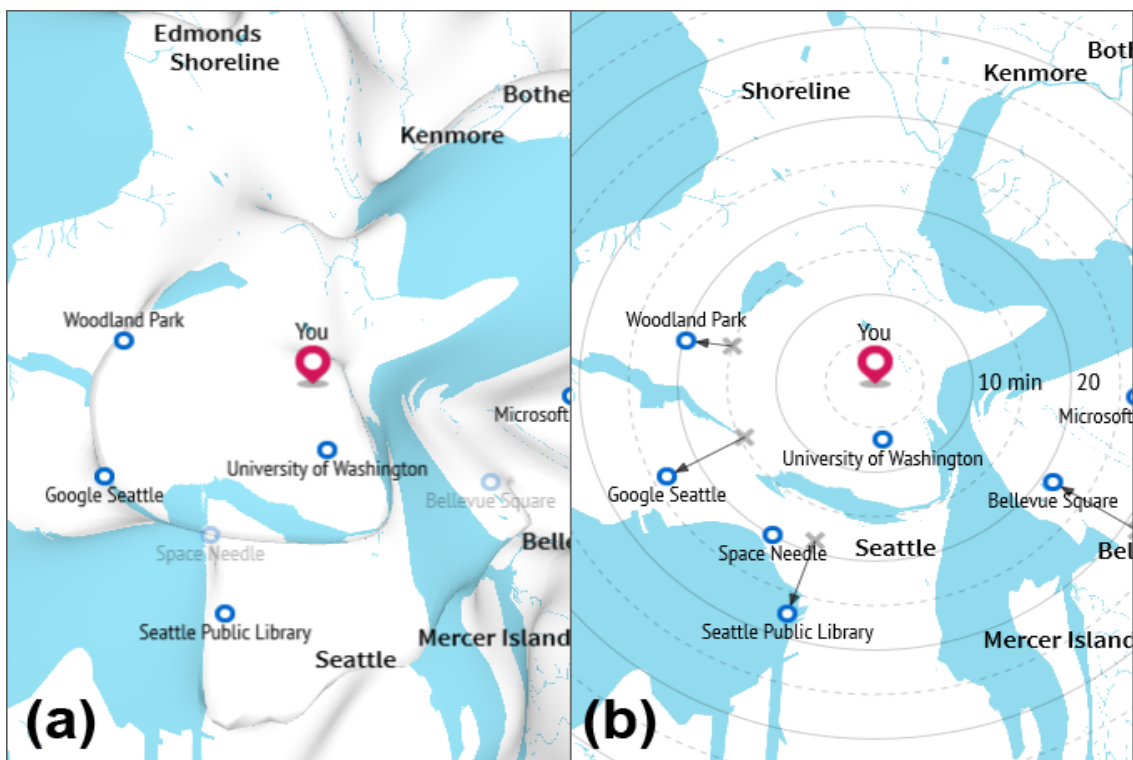 Edmonds
Shoreline
Bothe
Kenmore
Woodland Park
You
Microsoft
University of Washington
Google Seattle
Bellevue Square
Space Needle
Belle
Seattle Public Library
Mercer Island
Seattle
(a)
Both
Kenmore
Shoreline
Woodland Park
You
10 min
20
Microsoft
University of Washington
Google Seattle
Bellevue Square
Space Needle
Seattle
Bel
Seattle Public Library
Mercer Island
(b)